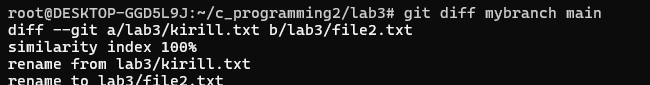 root@DESKTOP-GGD5L9J:~/c_programming2/lab3# git diff mybranch main
diff --git a/lab3/kirill.txt b/lab3/file2.txt
similarity index 100%
rename from lab3/kirill.txt
rename to lab3/file2.txt